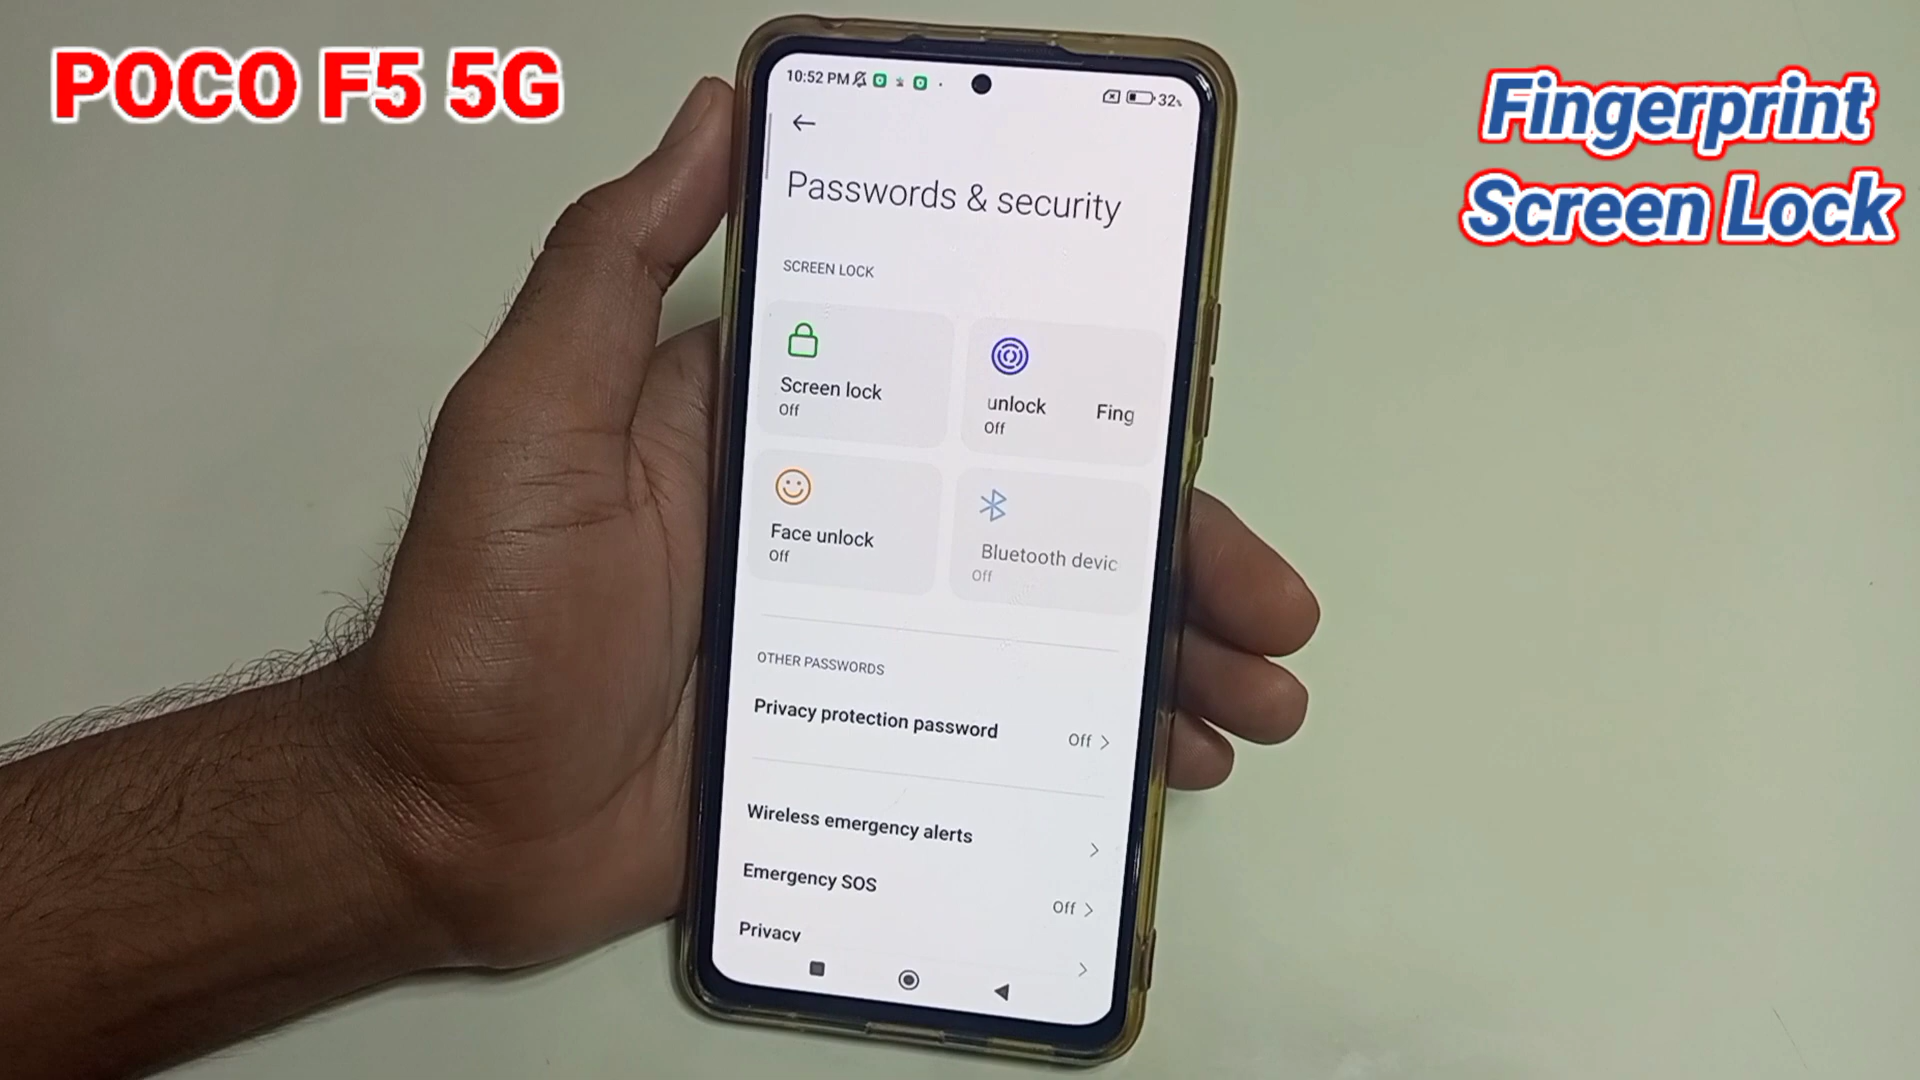 POCO F5 5G
Fingerprint
Screen Lock
10:52 PM
32%
Passwords & security
SCREEN LOCK
Screen lock
Off
unlock Fing
Off
Face unlock
Off
Bluetooth devic
Off
OTHER PASSWORDS
Privacy protection password
Off
Wireless emergency alerts
Emergency SOS
Off
Privacy